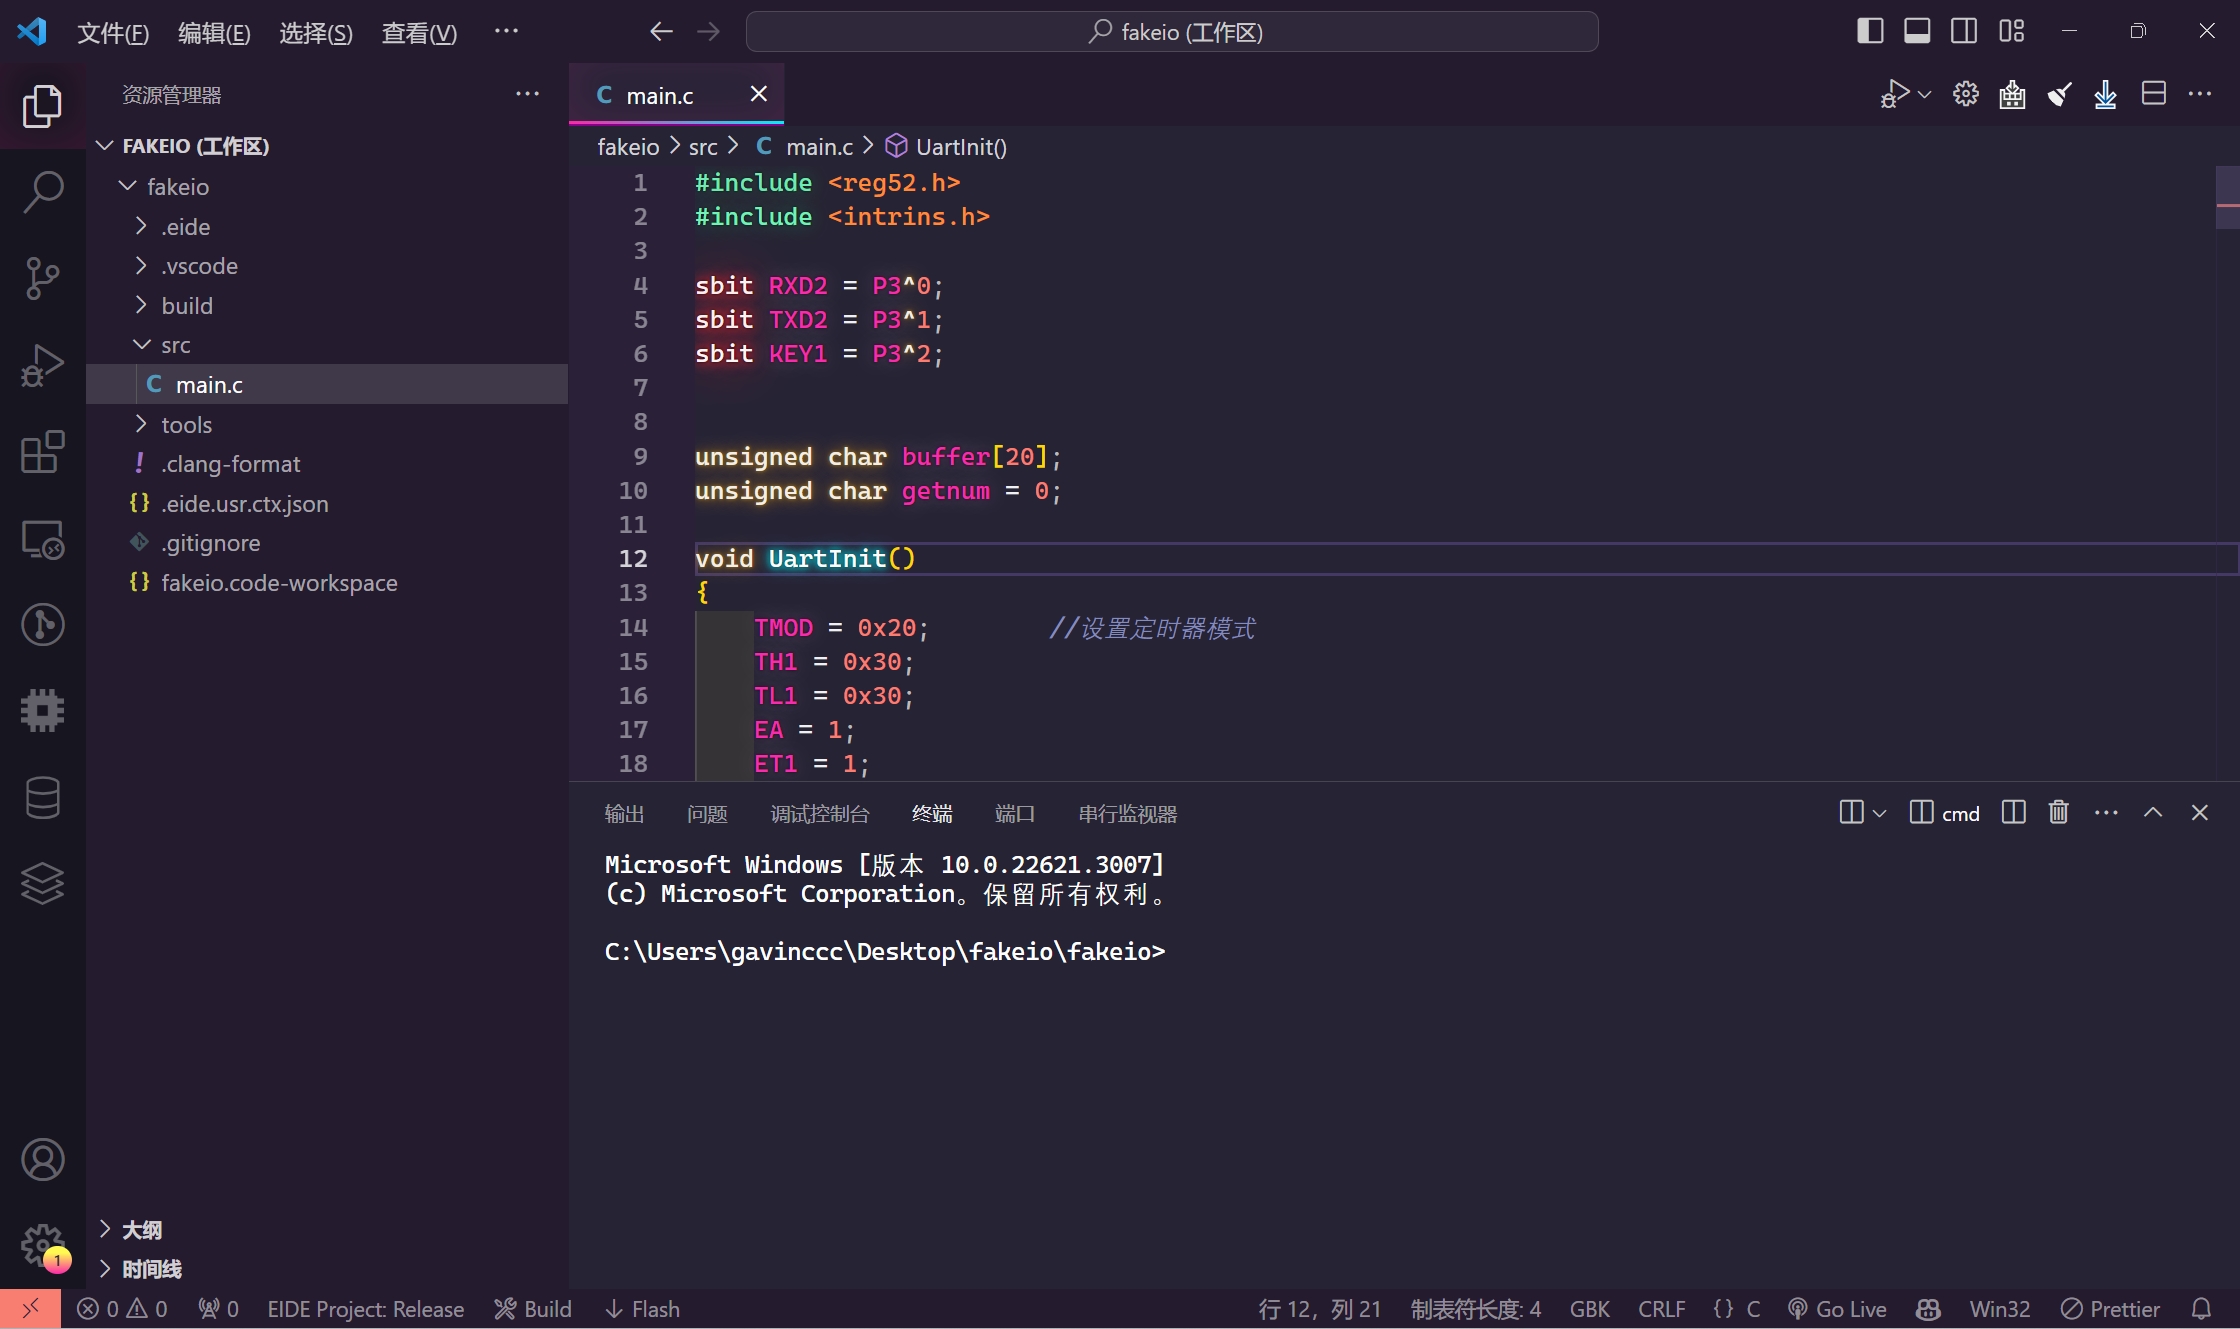 文件(F) 编辑(E) 选择(S) 查看(V) ··· fakeio (工作区)
资源管理器 ···
FAKEIO (工作区)
fakeio
.eide
.vscode
build
src
C main.c
tools
! .clang-format
{} .eide.usr.ctx.json
.gitignore
{} fakeio.code-workspace
大纲
时间线
C main.c
fakeio > src > C main.c > UartInit()
1 #include <reg52.h>
2 #include <intrins.h>
3
4 sbit RXD2 = P3^0;
5 sbit TXD2 = P3^1;
6 sbit KEY1 = P3^2;
7
8
9 unsigned char buffer[20];
10 unsigned char getnum = 0;
11
12 void UartInit()
13 {
14 TMOD = 0x20; //设置定时器模式
15 TH1 = 0x30;
16 TL1 = 0x30;
17 EA = 1;
18 ET1 = 1;
输出 问题 调试控制台 终端 端口 串行监视器 cmd
Microsoft Windows [版本 10.0.22621.3007]
(c) Microsoft Corporation。保留所有权利。
C:\Users\gavinccc\Desktop\fakeio\fakeio>
1
0 0 0 EIDE Project: Release Build Flash 行 12，列 21 制表符长度: 4 GBK CRLF {} C Go Live Win32 Prettier